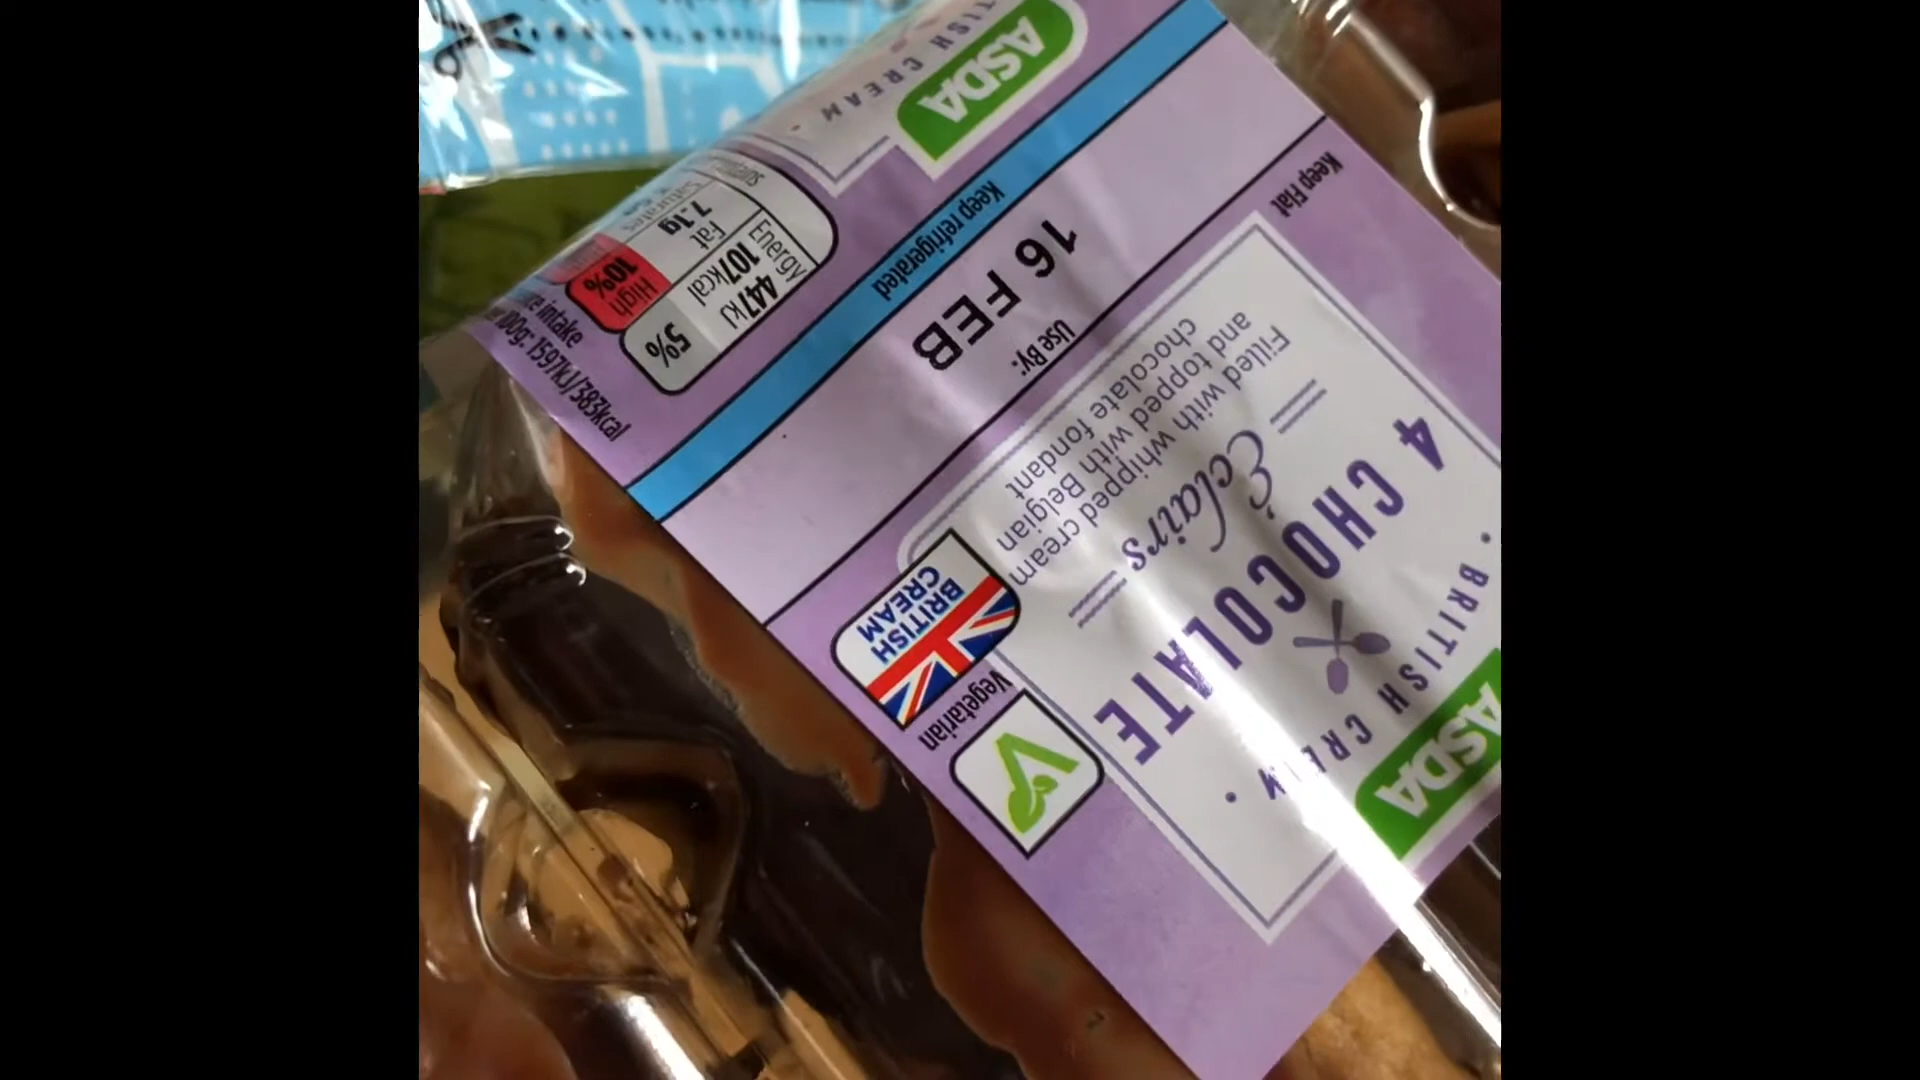 ASDA
• BRITISH CREAM •
4 CHOCOLATE
Éclairs
Filled with whipped cream
and topped with Belgian
chocolate fondant
Vegetarian
BRITISH
CREAM
Keep Flat
Use By:
16 FEB
Keep refrigerated
Energy
447kJ
107kcal
5%
Fat
7.1g
High
10%
intake
100g: 1597kJ/383kcal
ASDA
CREAM •